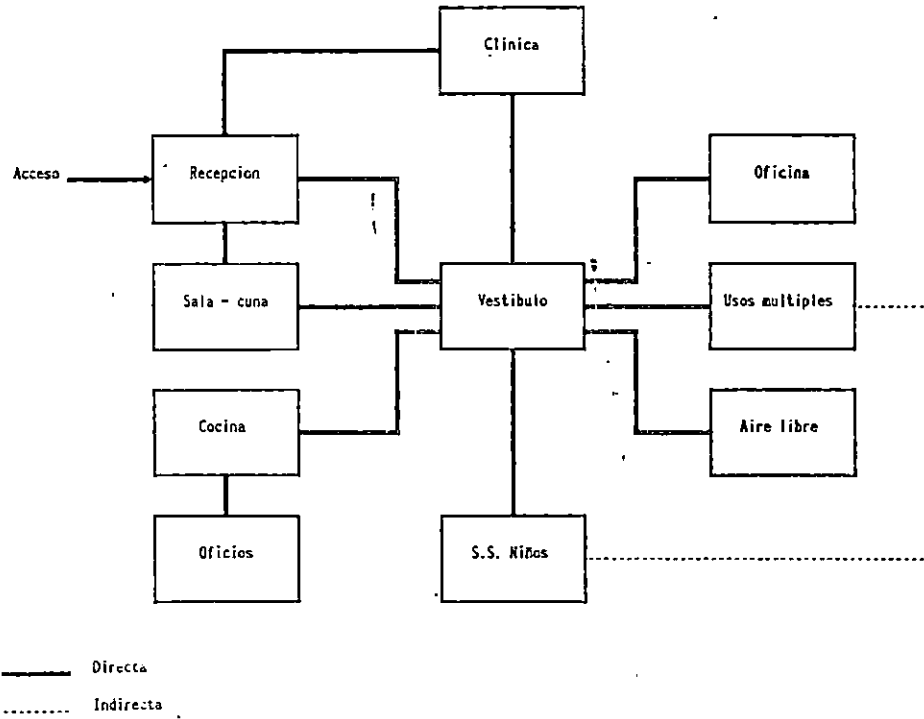 Clinica
Acceso
Recepcion
Oficina
Sala - cuna
Vestibulo
Usos multiples
Cocina
Aire libre
Oficios
S.S. Niños
Directa
Indirecta